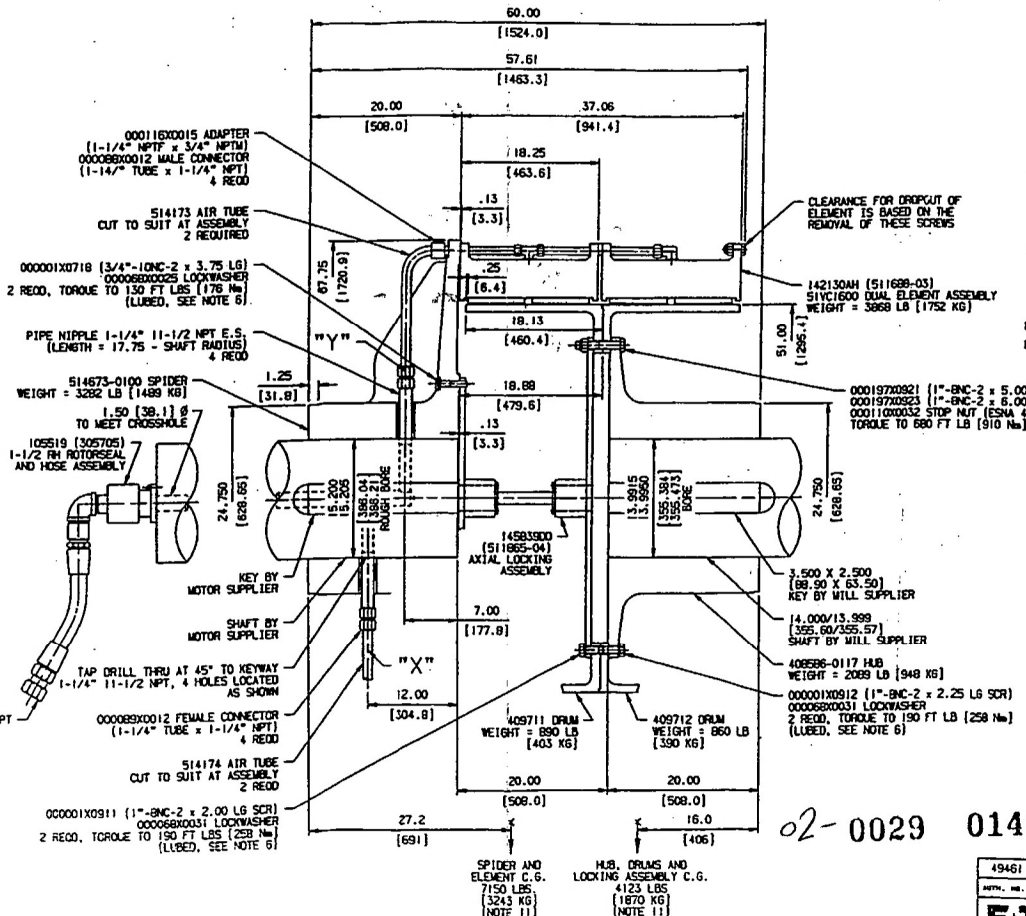 60.00
[1524.0]
57.61
[1463.3]
20.00
[508.0]
37.06
[941.4]
18.25
[463.6]
.13
[3.3]
.25
[6.4]
18.13
[460.4]
67.75
[1720.9]
51.00
[1295.4]
000116X0015 ADAPTER
(1-1/4" NPTF x 3/4" NPTM)
000088X0012 MALE CONNECTOR
(1-14/" TUBE x 1-1/4" NPT)
4 REQD
514173 AIR TUBE
CUT TO SUIT AT ASSEMBLY
2 REQUIRED
000001X0718 (3/4"-10NC-2 x 3.75 LG)
000068X0025 LOCKWASHER
2 REQD, TORQUE TO 130 FT LBS [176 Nm]
(LUBED, SEE NOTE 6)
PIPE NIPPLE 1-1/4" 11-1/2 NPT E.S.
(LENGTH = 17.75 - SHAFT RADIUS)
4 REQD
"Y"
514673-0100 SPIDER
WEIGHT = 3282 LB [1489 KG]
1.25
[31.8]
1.50 [38.1] Ø
TO MEET CROSSHOLE
105519 (305705)
1-1/2 RH ROTORSEAL
AND HOSE ASSEMBLY
24.750
[628.65]
15.200
15.205
[386.04]
[386.21]
ROUGH BORE
18.88
[479.6]
.13
[3.3]
CLEARANCE FOR DROPOUT OF
ELEMENT IS BASED ON THE
REMOVAL OF THESE SCREWS
142130AH (511688-03)
51VC1600 DUAL ELEMENT ASSEMBLY
WEIGHT = 3868 LB [1752 KG]
000197X0921 (1"-8NC-2 x 5.00
000197X0923 (1"-8NC-2 x 6.00
000110X0032 STOP NUT (ESNA 4
TORQUE TO 680 FT LB [910 Nm]
13.9915
13.9950
[355.384]
[355.473]
BORE
24.750
[628.65]
145839DD
(511865-04)
AXIAL LOCKING
ASSEMBLY
KEY BY
MOTOR SUPPLIER
SHAFT BY
MOTOR SUPPLIER
TAP DRILL THRU AT 45° TO KEYWAY
1-1/4" 11-1/2 NPT, 4 HOLES LOCATED
AS SHOWN
PT
000089X0012 FEMALE CONNECTOR
(1-1/4" TUBE x 1-1/4" NPT)
4 REQD
514174 AIR TUBE
CUT TO SUIT AT ASSEMBLY
2 REQD
000001X0911 (1"-8NC-2 x 2.00 LG SCR)
000068X0031 LOCKWASHER
2 REQD, TORQUE TO 190 FT LBS [258 Nm]
(LUBED, SEE NOTE 6)
7.00
[177.8]
"X"
12.00
[304.8]
3.500 X 2.500
[88.90 X 63.50]
KEY BY MILL SUPPLIER
14.000/13.999
[355.60/355.57]
SHAFT BY MILL SUPPLIER
408586-0117 HUB
WEIGHT = 2089 LB [948 KG]
000001X0912 (1"-8NC-2 x 2.25 LG SCR)
000068X0031 LOCKWASHER
2 REQD, TORQUE TO 190 FT LB [258 Nm]
(LUBED, SEE NOTE 6)
409711 DRUM
WEIGHT = 890 LB
[403 KG]
409712 DRUM
WEIGHT = 860 LB
[390 KG]
20.00
[508.0]
20.00
[508.0]
27.2
[691]
16.0
[406]
SPIDER AND
ELEMENT C.G.
7150 LBS.
[3243 KG]
[NOTE 11]
HUB, DRUMS AND
LOCKING ASSEMBLY C.G.
4123 LBS
[1870 KG]
[NOTE 11]
02- 0029 014
49461